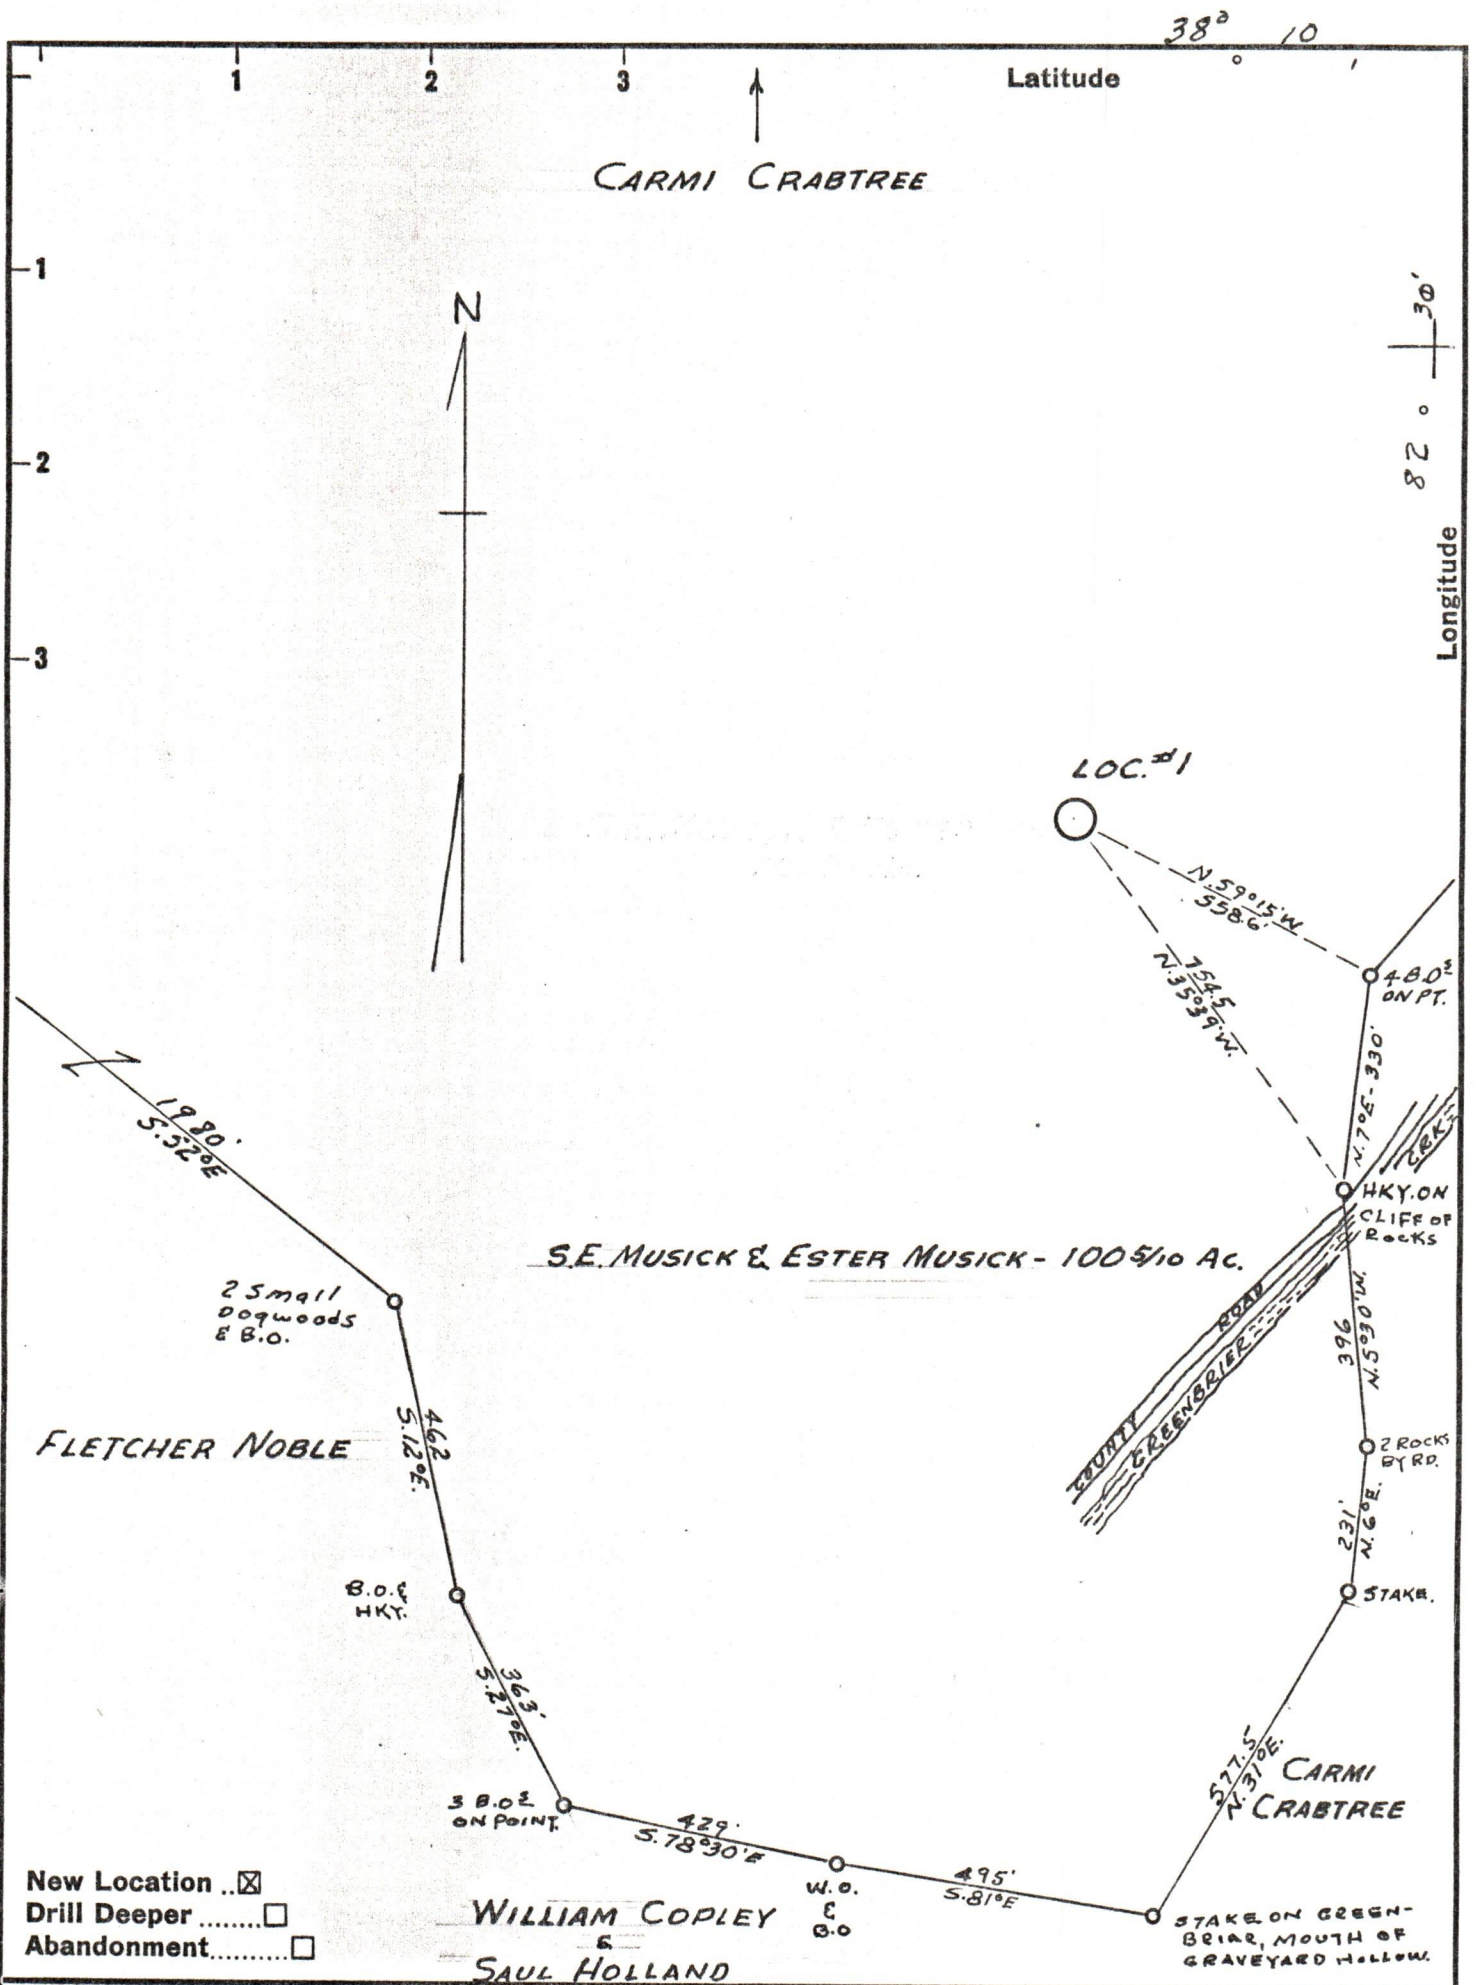 38° 10
1 2 3
Latitude ° '
CARMI CRABTREE
1
N
30'
2
82 °
Longitude
3
LOC. #1
N.59°15'W
558.6'
4 B.O.s
ON PT.
754.5
N.35°39'W.
N.7°E-330'
1980'
S.52°E
CRK.
HKY. ON
CLIFF OF
ROCKS
S.E. MUSICK & ESTER MUSICK - 100 5/10 AC.
2 Small
Dogwoods
& B.O.
COUNTY ROAD
GREENBRIER
396
N.5°30'W.
FLETCHER NOBLE
462
S.12°E.
2 ROCKS
BY RD.
231'
N.6°E.
B.O. &
HKY.
STAKE.
363'
S.27°E.
577.5
N.31°E.
CARMI
CRABTREE
3 B.O.s
ON POINT.
429'
S.78°30'E
W.O.
&
B.O
495'
S.81°E
STAKE ON GREEN-
BRIAR, MOUTH OF
GRAVEYARD HOLLOW.
New Location ..☒
Drill Deeper ........☐
Abandonment..........☐
WILLIAM COPLEY
&
SAUL HOLLAND